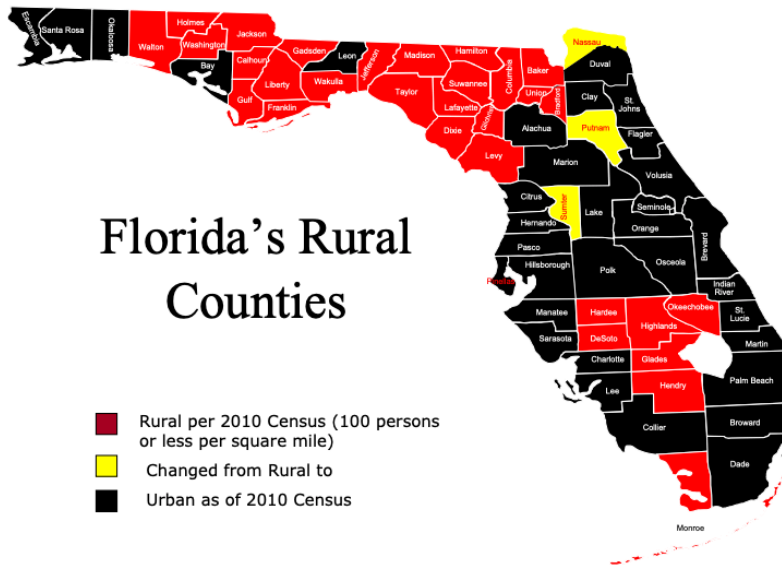 Escambia
Santa Rosa
Okaloosa
Walton
Holmes
Washington
Jackson
Bay
Calhoun
Gulf
Liberty
Franklin
Gadsden
Leon
Wakulla
Jefferson
Madison
Taylor
Hamilton
Suwannee
Lafayette
Dixie
Columbia
Gilchrist
Levy
Baker
Union
Bradford
Nassau
Duval
Clay
St.
Johns
Putnam
Flagler
Alachua
Marion
Volusia
Citrus
Sumter
Lake
Seminole
Hernando
Orange
Pasco
Brevard
Hillsborough
Osceola
Polk
Pinellas
Indian
River
Okeechobee
Manatee
Hardee
Highlands
St.
Lucie
Sarasota
DeSoto
Martin
Charlotte
Glades
Lee
Hendry
Palm Beach
Collier
Broward
Dade
Monroe
Florida’s Rural
Counties
Rural per 2010 Census (100 persons
or less per square mile)
Changed from Rural to
Urban as of 2010 Census